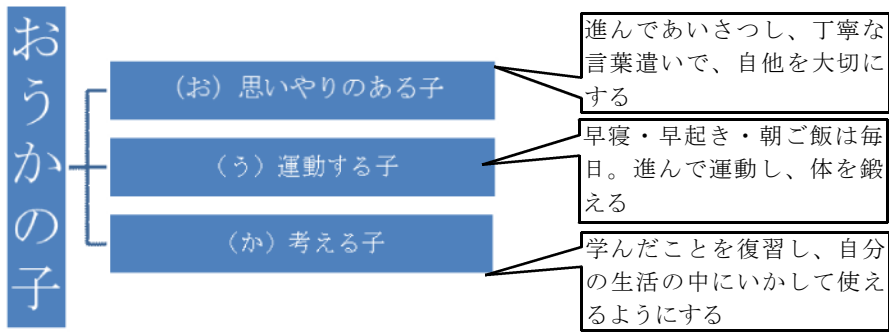 おうかの子
(お)思いやりのある子
進んであいさつし、丁寧な
言葉遣いで、自他を大切に
する
(う)運動する子
早寝・早起き・朝ご飯は毎
日。進んで運動し、体を鍛
える
(か)考える子
学んだことを復習し、自分
の生活の中にいかして使え
るようにする